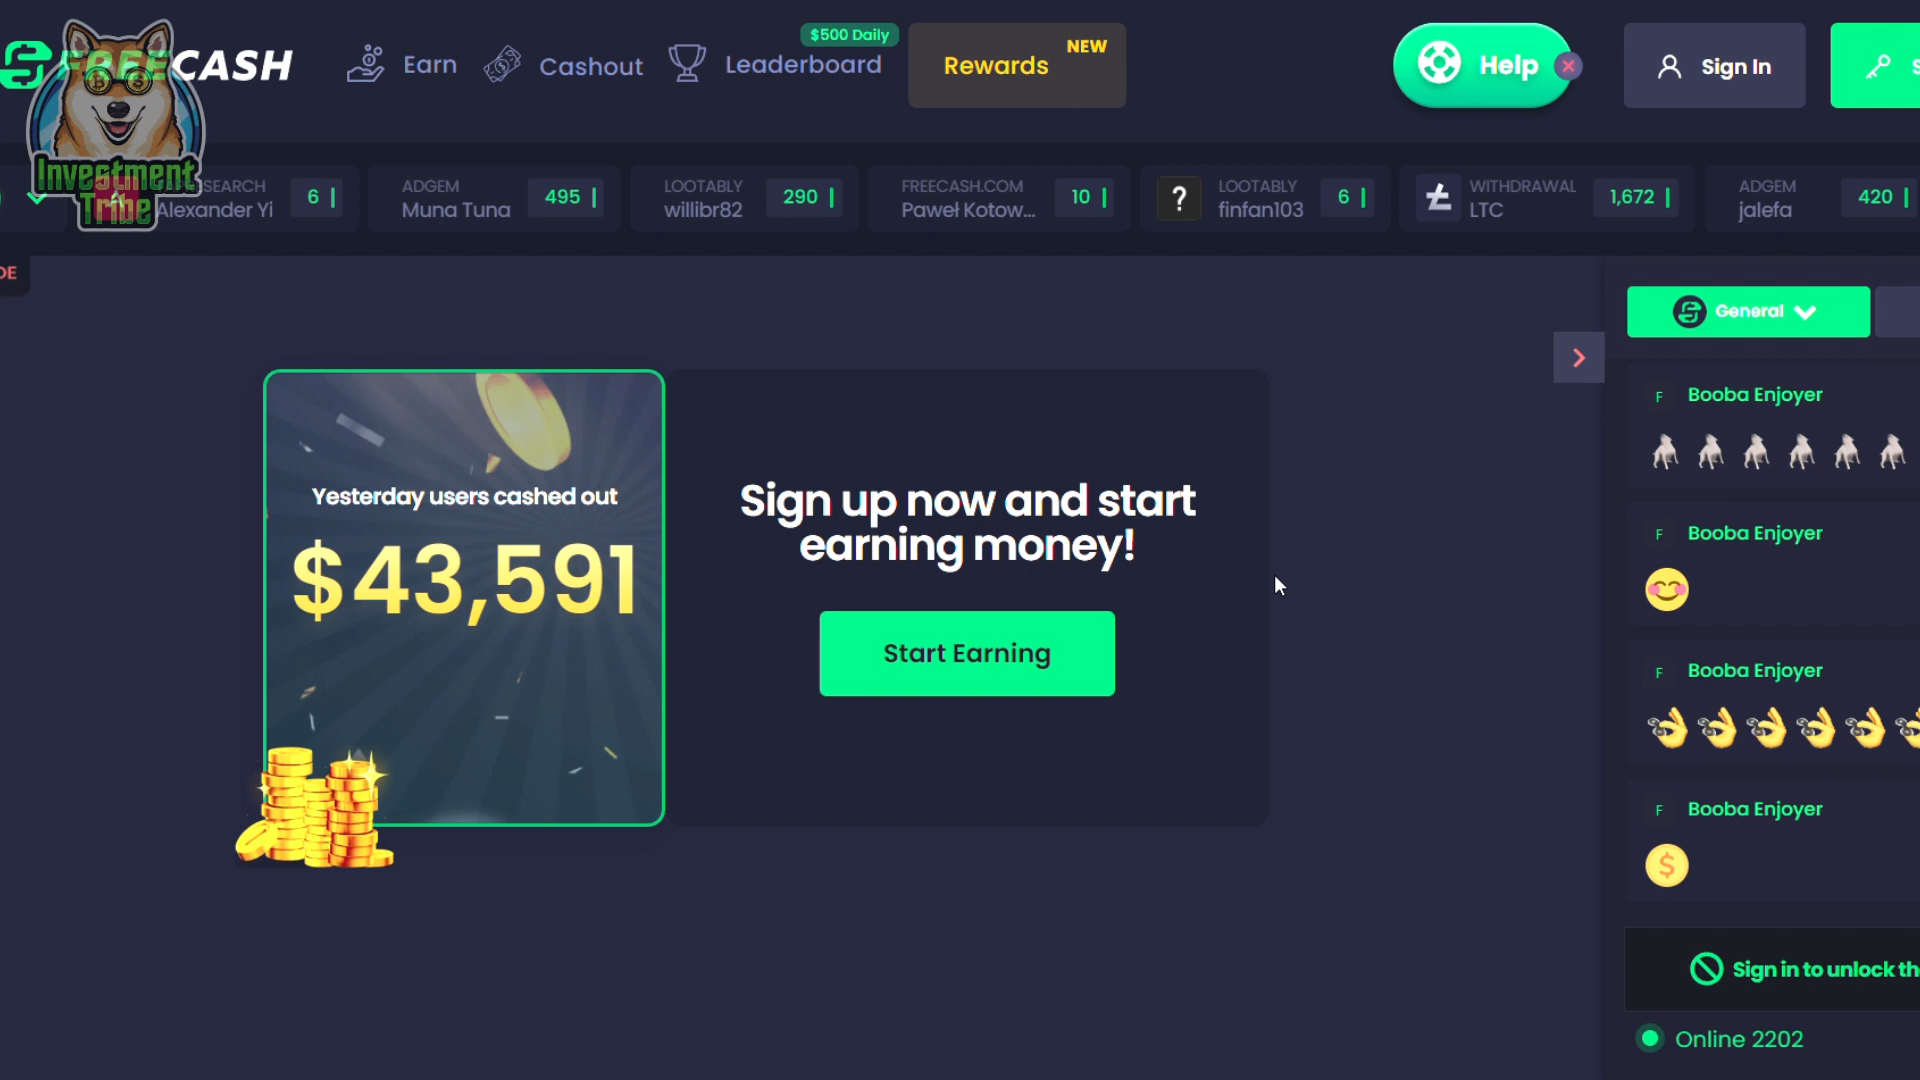 FREECASH
Investment
Tribe
Earn
Cashout
Leaderboard
$500 Daily
Rewards
NEW
Help
Sign In
S
SEARCH
Alexander Yi
6
ADGEM
Muna Tuna
495
LOOTABLY
willibr82
290
FREECASH.COM
Paweł Kotow...
10
?
LOOTABLY
finfan103
6
WITHDRAWAL
LTC
1,672
ADGEM
jalefa
420
DE
Yesterday users cashed out
$43,591
Sign up now and start
earning money!
Start Earning
General
F Booba Enjoyer
F Booba Enjoyer
F Booba Enjoyer
F Booba Enjoyer
Sign in to unlock the
Online 2202